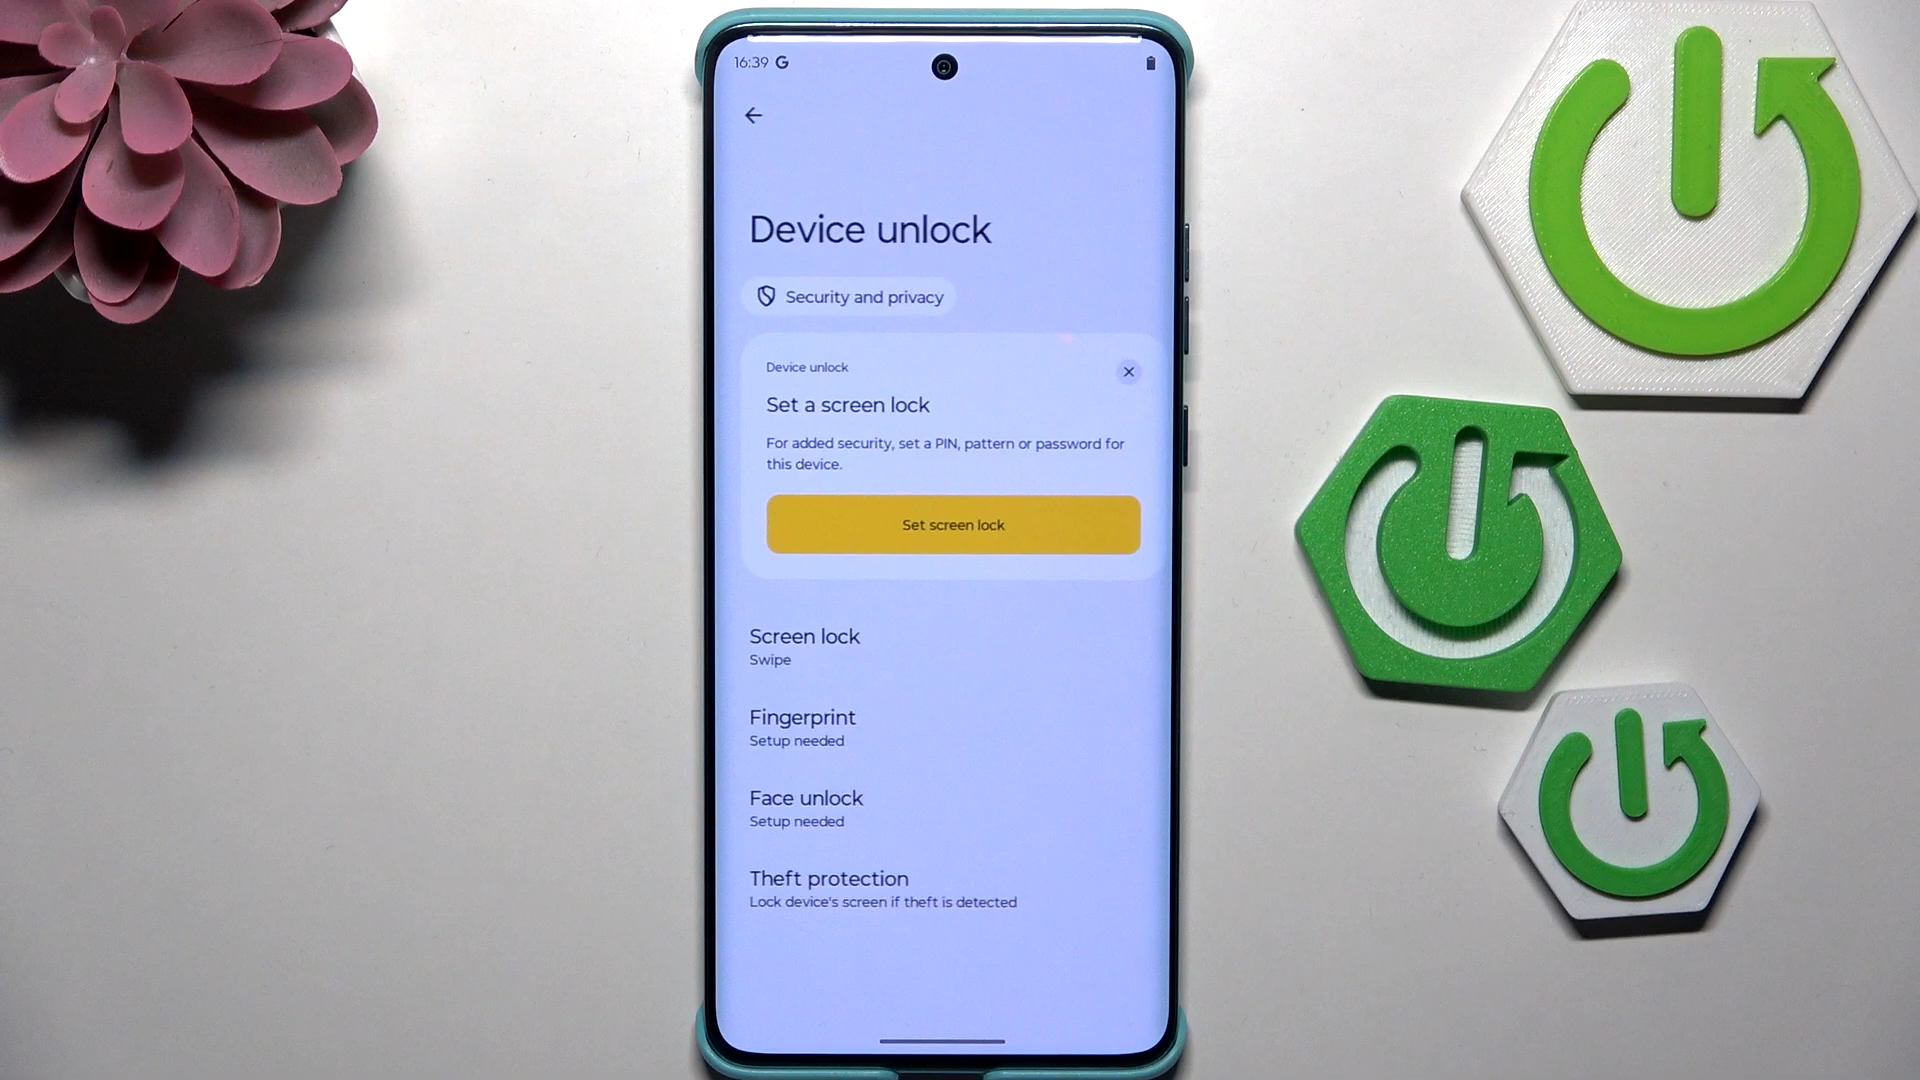 16:39 G
Device unlock
Security and privacy
Device unlock
Set a screen lock
For added security, set a PIN, pattern or password for
this device.
Set screen lock
Screen lock
Swipe
Fingerprint
Setup needed
Face unlock
Setup needed
Theft protection
Lock device's screen if theft is detected